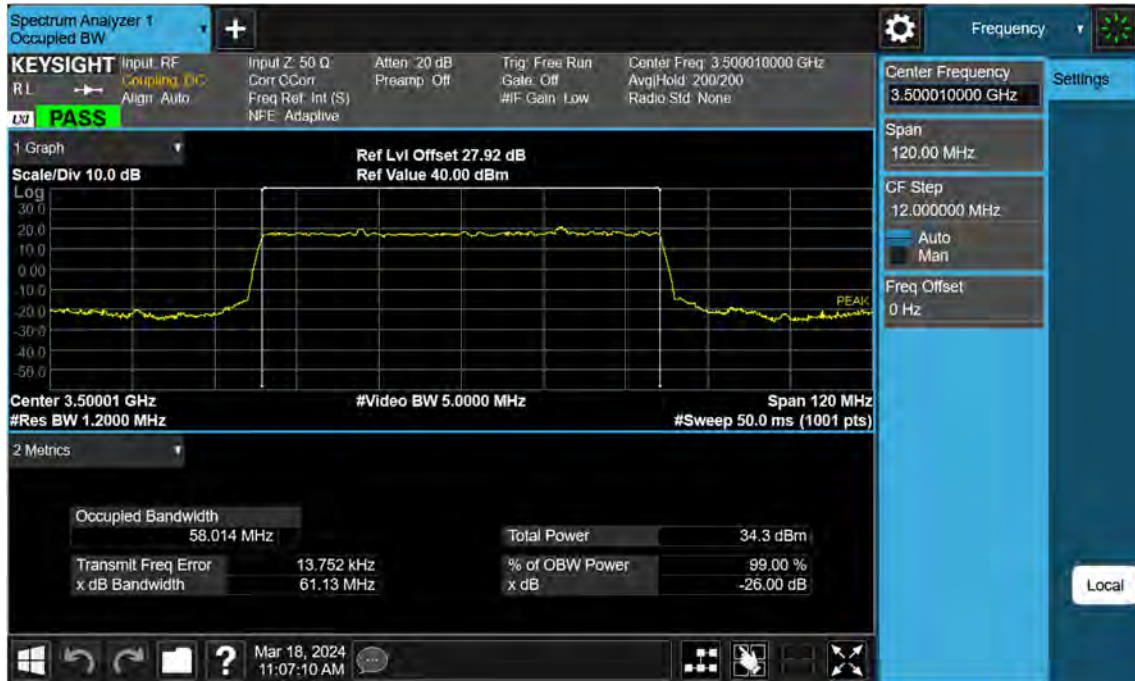 Spectrum Analyzer 1
Occupied BW
+
Frequency
KEYSIGHT Input: RF Input Z: 50 Ω Atten: 20 dB Trig: Free Run Center Freq: 3.500010000 GHz
RL Coupling: DC Corr CCorr Preamp: Off Gate: Off Avg|Hold: 200/200
Align: Auto Freq Ref: Int (S) #IF Gain: Low Radio Std: None
LXI PASS NFE: Adaptive
Center Frequency
3.500010000 GHz
Settings
Span
120.00 MHz
CF Step
12.000000 MHz
Auto
Man
Freq Offset
0 Hz
Local
1 Graph
Ref Lvl Offset 27.92 dB
Scale/Div 10.0 dB Ref Value 40.00 dBm
Log
30.0
20.0
10.0
0.00
-10.0
-20.0
-30.0
-40.0
-50.0
PEAK
Center 3.50001 GHz #Video BW 5.0000 MHz Span 120 MHz
#Res BW 1.2000 MHz #Sweep 50.0 ms (1001 pts)
2 Metrics
Occupied Bandwidth
58.014 MHz Total Power 34.3 dBm
Transmit Freq Error 13.752 kHz % of OBW Power 99.00 %
x dB Bandwidth 61.13 MHz x dB -26.00 dB
? Mar 18, 2024
11:07:10 AM